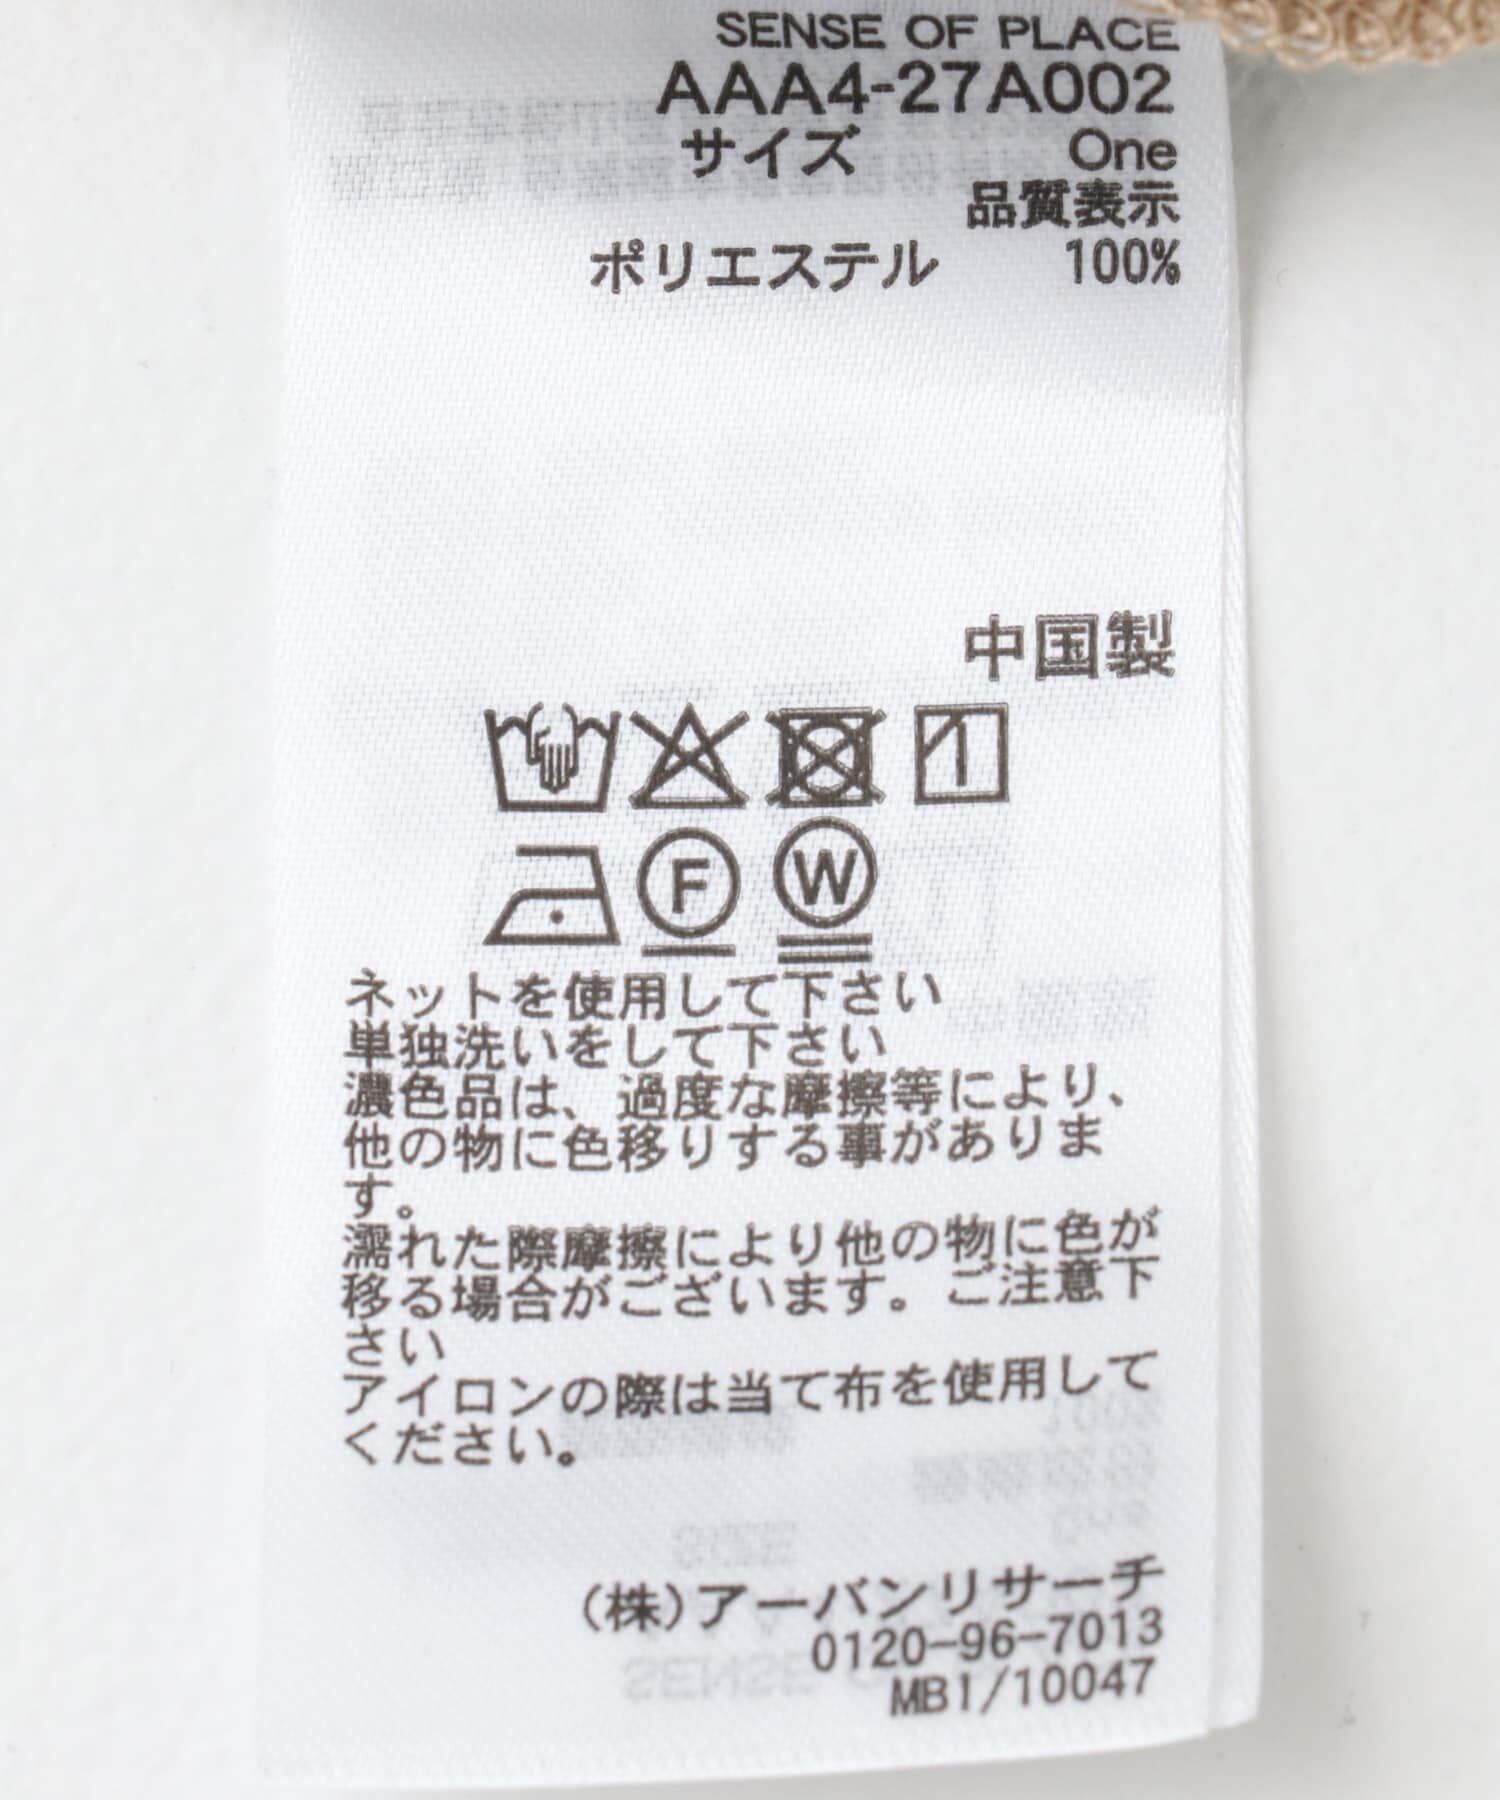 SENSE OF PLACE
AAA4-27A002
サイズ One
品質表示
ポリエステル 100%
中国製
F W
ネットを使用して下さい
単独洗いをして下さい
濃色品は、過度な摩擦等により、
他の物に色移りする事がありま
す。
濡れた際摩擦により他の物に色が
移る場合がございます。ご注意下
さい
アイロンの際は当て布を使用して
ください。
(株)アーバンリサーチ
0120-96-7013
MB1/10047